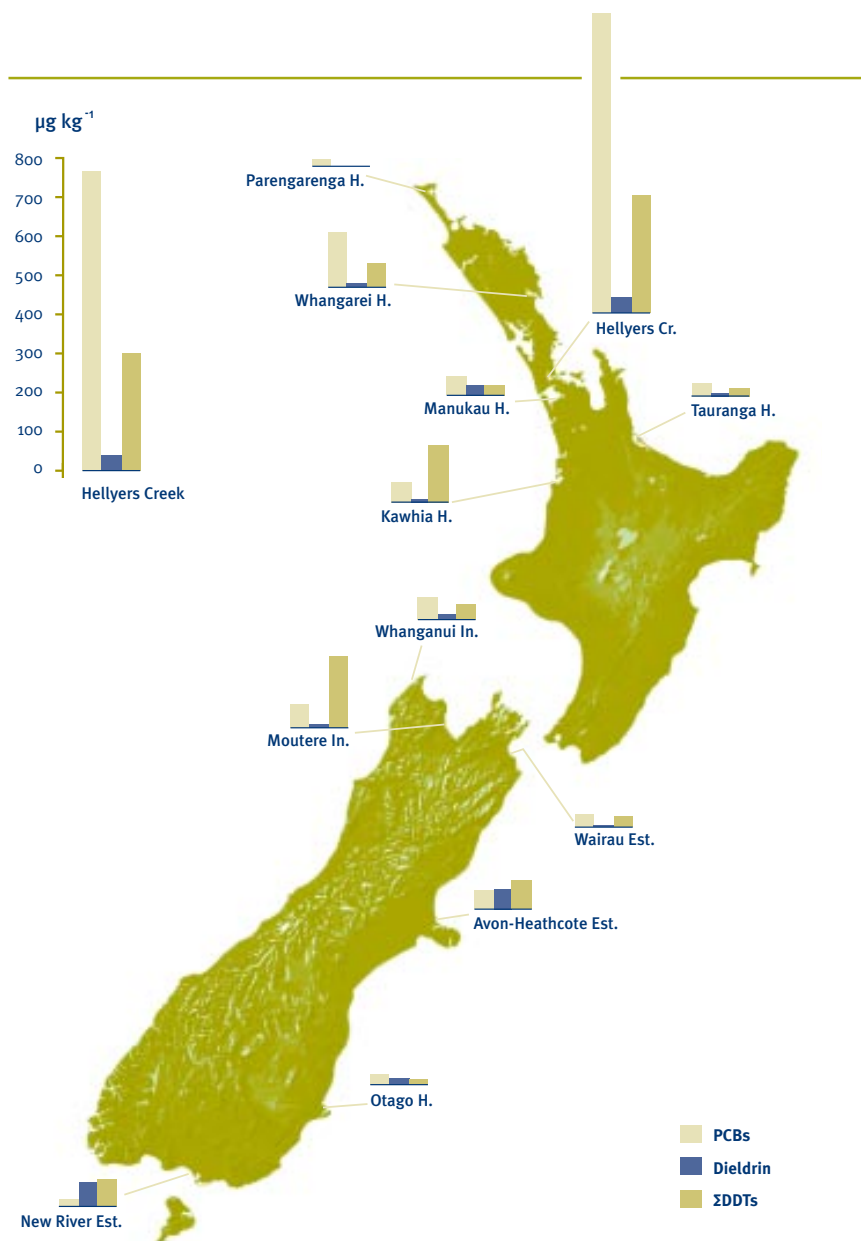 µg kg⁻¹
800
700
600
500
400
300
200
100
0
Hellyers Creek
Parengarenga H.
Whangarei H.
Hellyers Cr.
Manukau H.
Tauranga H.
Kawhia H.
Whanganui In.
Moutere In.
Wairau Est.
Avon-Heathcote Est.
Otago H.
New River Est.
PCBs
Dieldrin
ΣDDTs